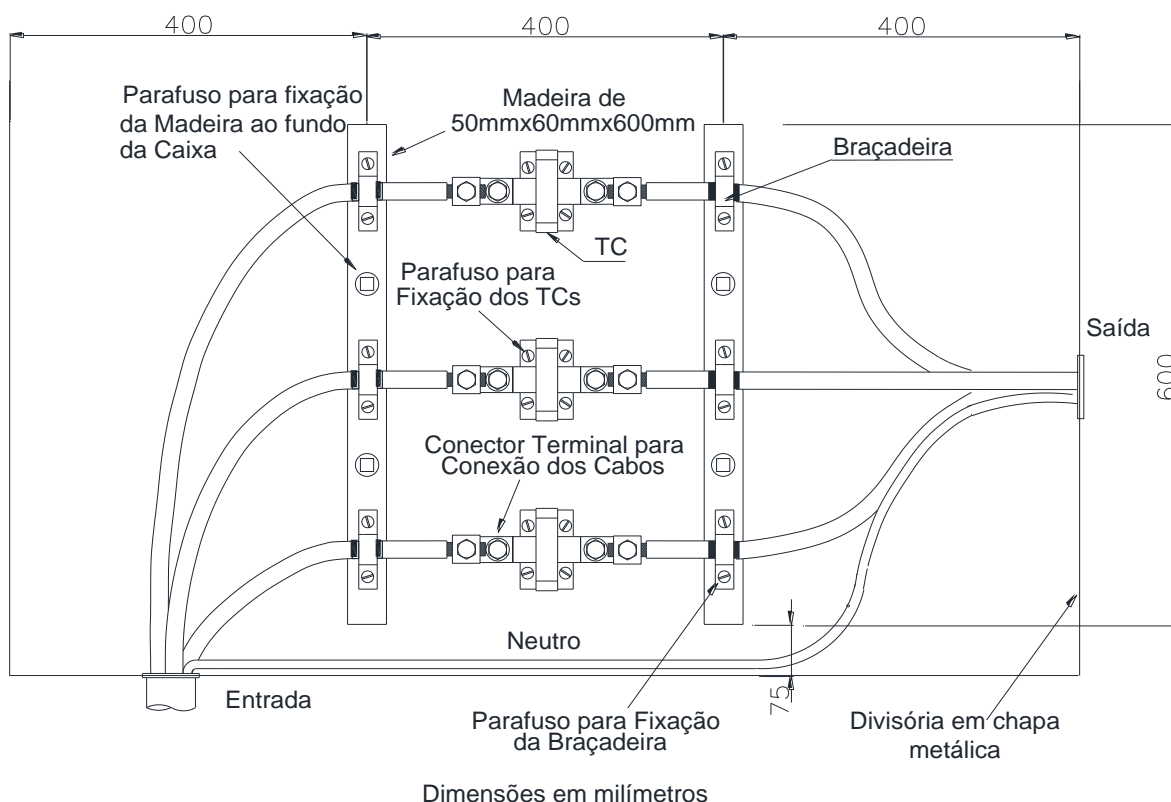 400
400
400
Parafuso para fixação
da Madeira ao fundo
da Caixa
Madeira de
50mmx60mmx600mm
Braçadeira
TC
Parafuso para
Fixação dos TCs
Saída
600
Conector Terminal para
Conexão dos Cabos
Neutro
Entrada
75
Parafuso para Fixação
da Braçadeira
Divisória em chapa
metálica
Dimensões em milímetros